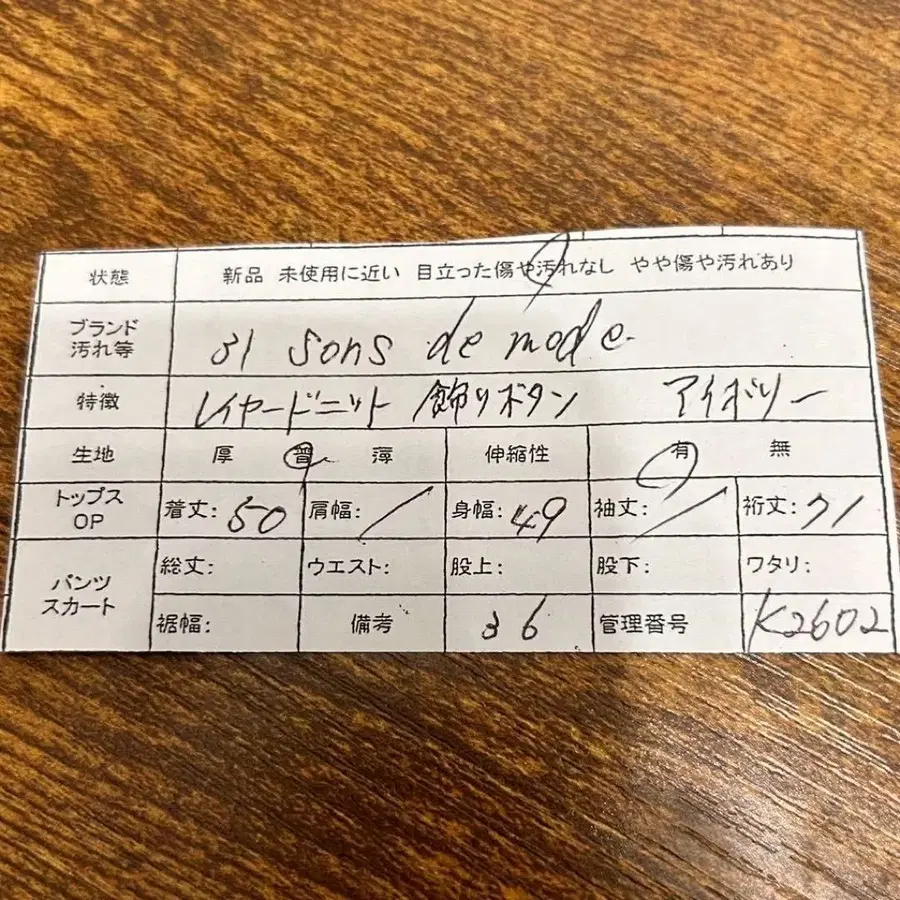 状態 新品 未使用に近い 目立った傷や汚れなし やや傷や汚れあり
ブランド
汚れ等 31 sons de mode.
特徴 レイヤードニット 飾りボタン アイボリー
生地 厚 普 薄 伸縮性 有 無
トップス
OP 着丈: 50 肩幅: / 身幅: 49 袖丈: / 裄丈: 71
パンツ
スカート 総丈: ウエスト: 股上: 股下: ワタリ:
裾幅: 備考 36 管理番号 K2602